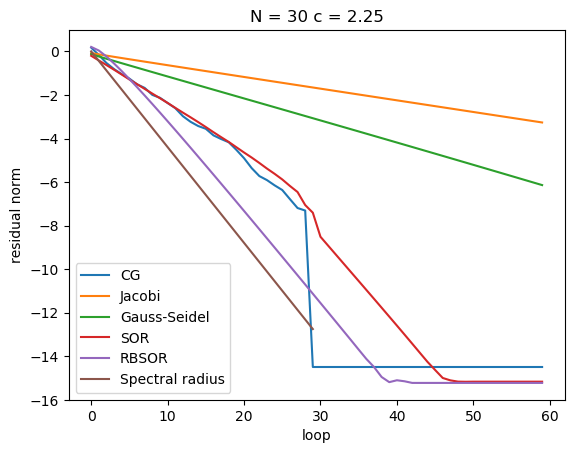 N = 30 c = 2.25
residual norm
0
−2
−4
−6
−8
−10
−12
−14
−16
CG
Jacobi
Gauss-Seidel
SOR
RBSOR
Spectral radius
0
10
20
30
40
50
60
loop